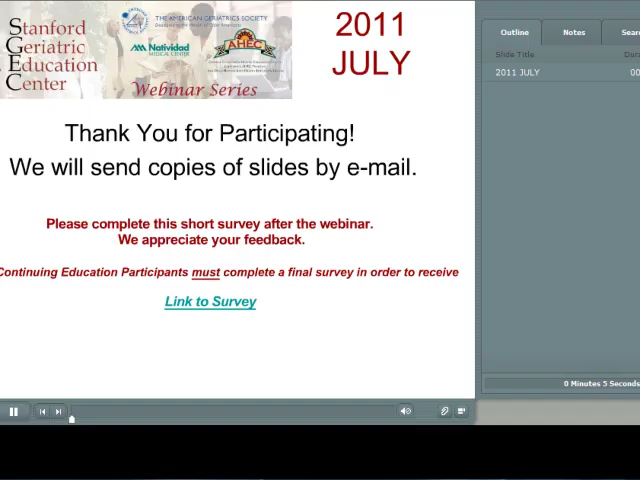 Stanford
Geriatric
Education
Center
THE AMERICAN GERIATRICS SOCIETY
Natividad
MEDICAL CENTER
AHEC
Webinar Series
2011
JULY
Thank You for Participating!
We will send copies of slides by e-mail.
Please complete this short survey after the webinar.
We appreciate your feedback.
Continuing Education Participants must complete a final survey in order to receive
Link to Survey
Outline
Notes
Sear
Slide Title
Dura
2011 JULY
00
0 Minutes 5 Seconds